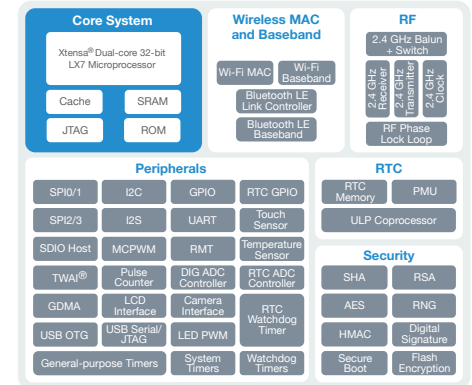 Core System
Xtensa® Dual-core 32-bit
LX7 Microprocessor
Cache
SRAM
JTAG
ROM
Wireless MAC
and Baseband
Wi-Fi MAC
Wi-Fi
Baseband
Bluetooth LE
Link Controller
Bluetooth LE
Baseband
RF
2.4 GHz Balun
+ Switch
2.4 GHz
Receiver
2.4 GHz
Transmitter
2.4 GHz
Clock
RF Phase
Lock Loop
Peripherals
SPI0/1
I2C
GPIO
RTC GPIO
SPI2/3
I2S
UART
Touch
Sensor
SDIO Host
MCPWM
RMT
Temperature
Sensor
TWAI®
Pulse
Counter
DIG ADC
Controller
RTC ADC
Controller
GDMA
LCD
Interface
Camera
Interface
RTC
Watchdog
Timer
USB OTG
USB Serial/
JTAG
LED PWM
General-purpose Timers
System
Timers
Watchdog
Timers
RTC
RTC
Memory
PMU
ULP Coprocessor
Security
SHA
RSA
AES
RNG
HMAC
Digital
Signature
Secure
Boot
Flash
Encryption